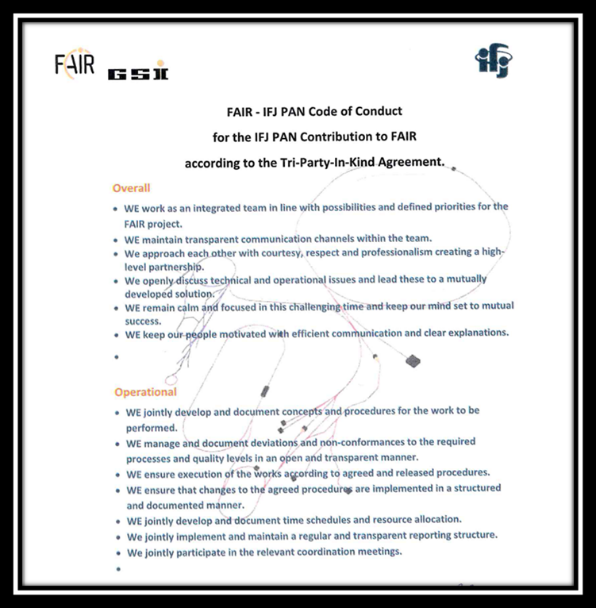 FAIR GSI ifj
FAIR - IFJ PAN Code of Conduct
for the IFJ PAN Contribution to FAIR
according to the Tri-Party-In-Kind Agreement.
Overall
• WE work as an integrated team in line with possibilities and defined priorities for the
FAIR project.
• WE maintain transparent communication channels within the team.
• We approach each other with courtesy, respect and professionalism creating a high-
level partnership.
• We openly discuss technical and operational issues and lead these to a mutually
developed solution.
• WE remain calm and focused in this challenging time and keep our mind set to mutual
success.
• WE keep our people motivated with efficient communication and clear explanations.
•
Operational
• WE jointly develop and document concepts and procedures for the work to be
performed.
• WE manage and document deviations and non-conformances to the required
processes and quality levels in an open and transparent manner.
• WE ensure execution of the works according to agreed and released procedures.
• WE ensure that changes to the agreed procedures are implemented in a structured
and documented manner.
• WE jointly develop and document time schedules and resource allocation.
• We jointly implement and maintain a regular and transparent reporting structure.
• We jointly participate in the relevant coordination meetings.
•